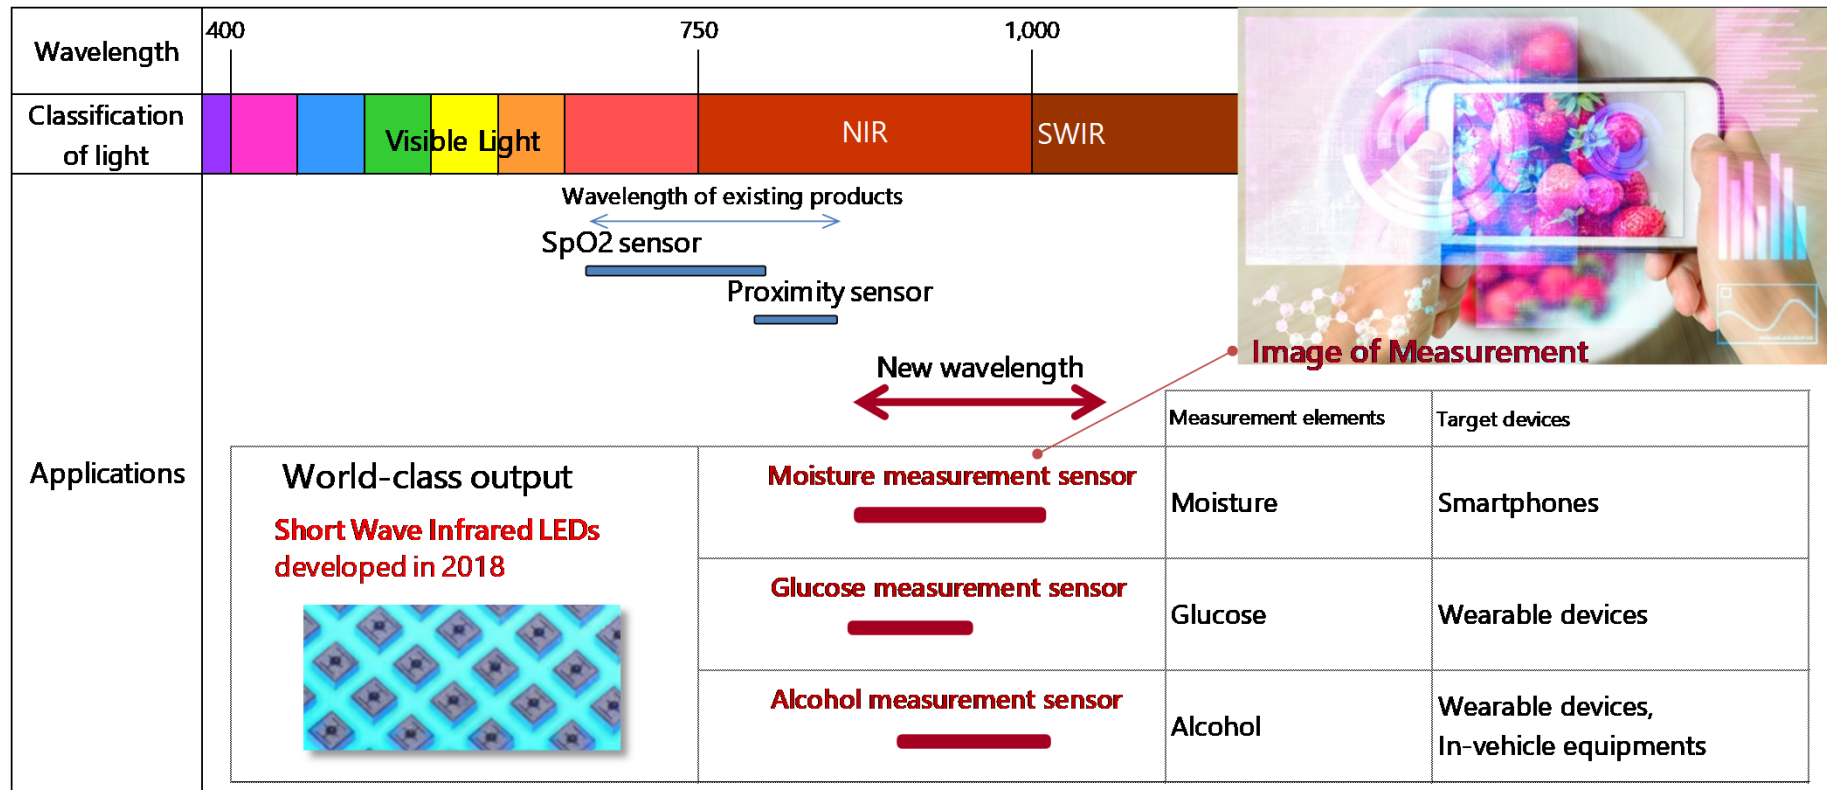 Wavelength
400
750
1,000
Classification
of light
Visible Light
NIR
SWIR
Wavelength of existing products
SpO2 sensor
Proximity sensor
New wavelength
Image of Measurement
Measurement elements
Target devices
Applications
World-class output
Short Wave Infrared LEDs
developed in 2018
Moisture measurement sensor
Moisture
Smartphones
Glucose measurement sensor
Glucose
Wearable devices
Alcohol measurement sensor
Alcohol
Wearable devices,
In-vehicle equipments